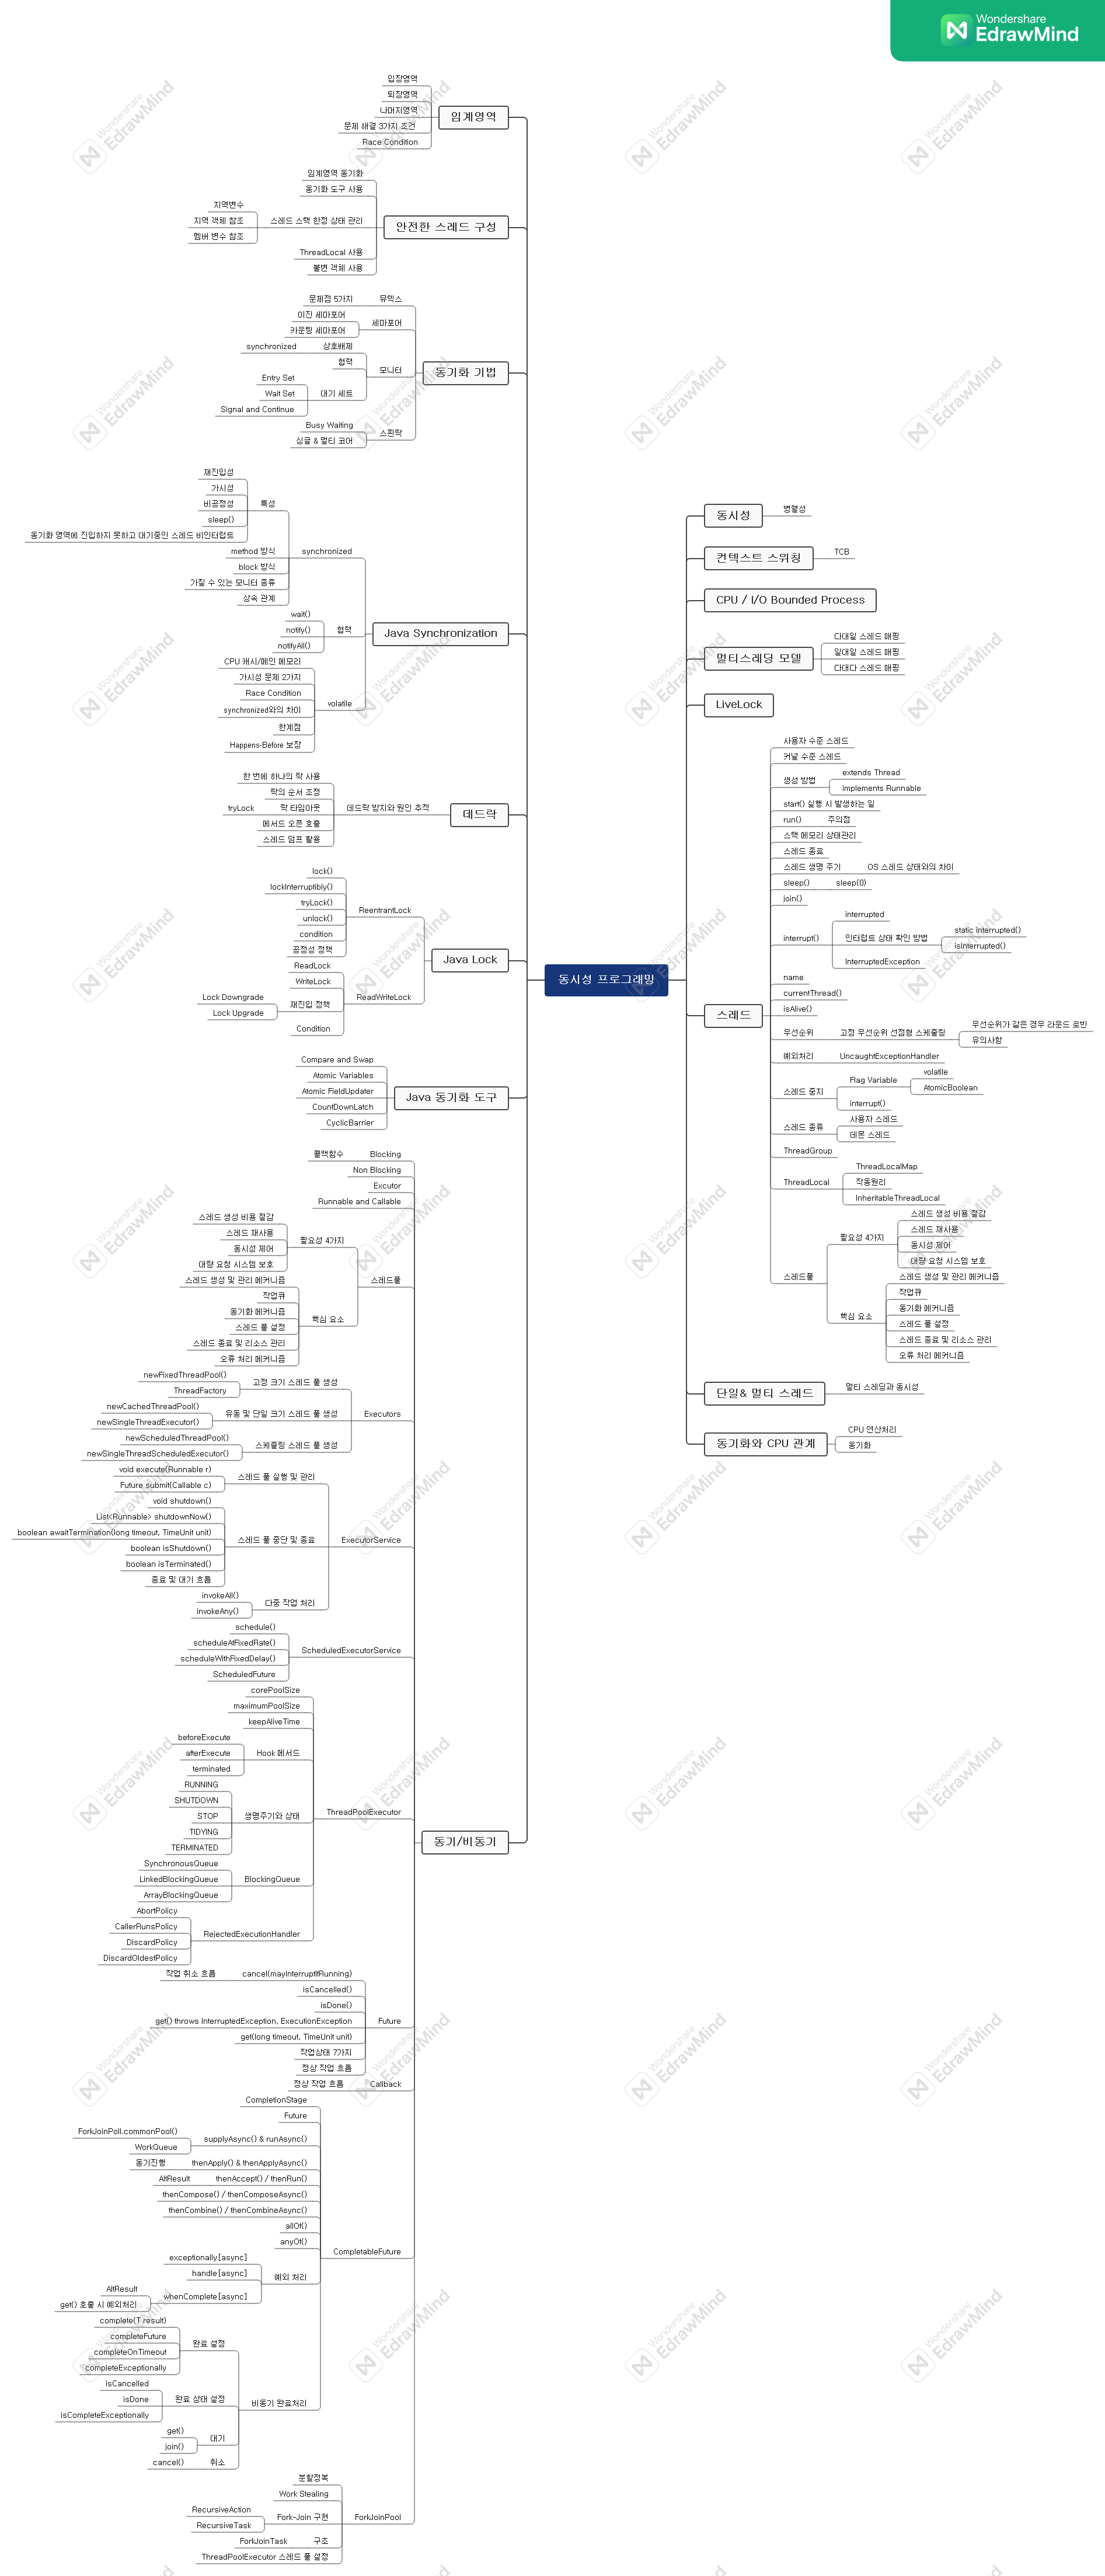 Wondershare
EdrawMind
동시성 프로그래밍
임계영역
입장영역
퇴장영역
나머지영역
문제 해결 3가지 조건
Race Condition
안전한 스레드 구성
임계영역 동기화
동기화 도구 사용
스레드 스택 한정 상태 관리
지역변수
지역 객체 참조
멤버 변수 참조
ThreadLocal 사용
불변 객체 사용
동기화 기법
뮤텍스
문제점 5가지
세마포어
이진 세마포어
카운팅 세마포어
모니터
상호배제
synchronized
협력
대기 세트
Entry Set
Wait Set
Signal and Continue
스핀락
Busy Waiting
싱글 & 멀티 코어
Java Synchronization
synchronized
특성
재진입성
가시성
비공정성
sleep()
동기화 영역에 진입하지 못하고 대기중인 스레드 비인터럽트
method 방식
block 방식
가질 수 있는 모니터 종류
상속 관계
협력
wait()
notify()
notifyAll()
volatile
CPU 캐시/메인 메모리
가시성 문제 2가지
Race Condition
synchronized와의 차이
한계점
Happens-Before 보장
데드락
데드락 방지와 원인 추적
한 번에 하나의 락 사용
락의 순서 조정
락 타임아웃
tryLock
메서드 오픈 호출
스레드 덤프 활용
Java Lock
ReentrantLock
lock()
lockInterruptibly()
tryLock()
unlock()
condition
공정성 정책
ReadWriteLock
ReadLock
WriteLock
재진입 정책
Lock Downgrade
Lock Upgrade
Condition
Java 동기화 도구
Compare and Swap
Atomic Variables
Atomic FieldUpdater
CountDownLatch
CyclicBarrier
동기/비동기
Blocking
콜백함수
Non Blocking
Excutor
Runnable and Callable
스레드풀
필요성 4가지
스레드 생성 비용 절감
스레드 재사용
동시성 제어
대량 요청 시스템 보호
핵심 요소
스레드 생성 및 관리 메커니즘
작업큐
동기화 메커니즘
스레드 풀 설정
스레드 종료 및 리소스 관리
오류 처리 메커니즘
Executors
고정 크기 스레드 풀 생성
newFixedThreadPool()
ThreadFactory
유동 및 단일 크기 스레드 풀 생성
newCachedThreadPool()
newSingleThreadExecutor()
스케줄링 스레드 풀 생성
newScheduledThreadPool()
newSingleThreadScheduledExecutor()
ExecutorService
스레드 풀 실행 및 관리
void execute(Runnable r)
Future submit(Callable c)
스레드 풀 중단 및 종료
void shutdown()
List<Runnable> shutdownNow()
boolean awaitTermination(long timeout, TimeUnit unit)
boolean isShutdown()
boolean isTerminated()
종료 및 대기 흐름
다중 작업 처리
invokeAll()
invokeAny()
ScheduledExecutorService
schedule()
scheduleAtFixedRate()
scheduleWithFixedDelay()
ScheduledFuture
ThreadPoolExecutor
corePoolSize
maximumPoolSize
keepAliveTime
Hook 메서드
beforeExecute
afterExecute
terminated
생명주기와 상태
RUNNING
SHUTDOWN
STOP
TIDYING
TERMINATED
BlockingQueue
SynchronousQueue
LinkedBlockingQueue
ArrayBlockingQueue
RejectedExecutionHandler
AbortPolicy
CallerRunsPolicy
DiscardPolicy
DiscardOldestPolicy
Future
cancel(mayInterruptIfRunning)
작업 취소 흐름
isCancelled()
isDone()
get() throws InterruptedException, ExecutionException
get(long timeout, TimeUnit unit)
작업상태 7가지
정상 작업 흐름
Callback
정상 작업 흐름
CompletableFuture
CompletionStage
Future
supplyAsync() & runAsync()
ForkJoinPoll.commonPool()
WorkQueue
thenApply() & thenApplyAsync()
동기진행
thenAccept() / thenRun()
AltResult
thenCompose() / thenComposeAsync()
thenCombine() / thenCombineAsync()
allOf()
anyOf()
예외 처리
exceptionally[async]
handle[async]
whenComplete[async]
AltResult
get() 호출 시 예외처리
비동기 완료처리
완료 설정
complete(T result)
completeFuture
completeOnTimeout
completeExceptionally
완료 상태 설정
isCancelled
isDone
isCompleteExceptionally
대기
get()
join()
취소
cancel()
ForkJoinPool
분할정복
Work Stealing
Fork-Join 구현
RecursiveAction
RecursiveTask
구조
ForkJoinTask
ThreadPoolExecutor 스레드 풀 설정
동시성
병렬성
컨텍스트 스위칭
TCB
CPU / I/O Bounded Process
멀티스레딩 모델
다대일 스레드 매핑
일대일 스레드 매핑
다대다 스레드 매핑
LiveLock
스레드
사용자 수준 스레드
커널 수준 스레드
생성 방법
extends Thread
implements Runnable
start() 실행 시 발생하는 일
run()
주의점
스택 메모리 상태관리
스레드 종료
스레드 생명 주기
OS 스레드 상태와의 차이
sleep()
sleep(0)
join()
interrupt()
interrupted
인터럽트 상태 확인 방법
static interrupted()
isInterrupted()
InterruptedException
name
currentThread()
isAlive()
우선순위
고정 우선순위 선점형 스케줄링
우선순위가 같은 경우 라운드 로빈
유의사항
예외처리
UncaughtExceptionHandler
스레드 중지
Flag Variable
volatile
AtomicBoolean
interrupt()
스레드 종류
사용자 스레드
데몬 스레드
ThreadGroup
ThreadLocal
ThreadLocalMap
작동원리
InheritableThreadLocal
스레드풀
필요성 4가지
스레드 생성 비용 절감
스레드 재사용
동시성 제어
대량 요청 시스템 보호
핵심 요소
스레드 생성 및 관리 메커니즘
작업큐
동기화 메커니즘
스레드 풀 설정
스레드 종료 및 리소스 관리
오류 처리 메커니즘
단일& 멀티 스레드
멀티 스레딩과 동시성
동기화와 CPU 관계
CPU 연산처리
동기화